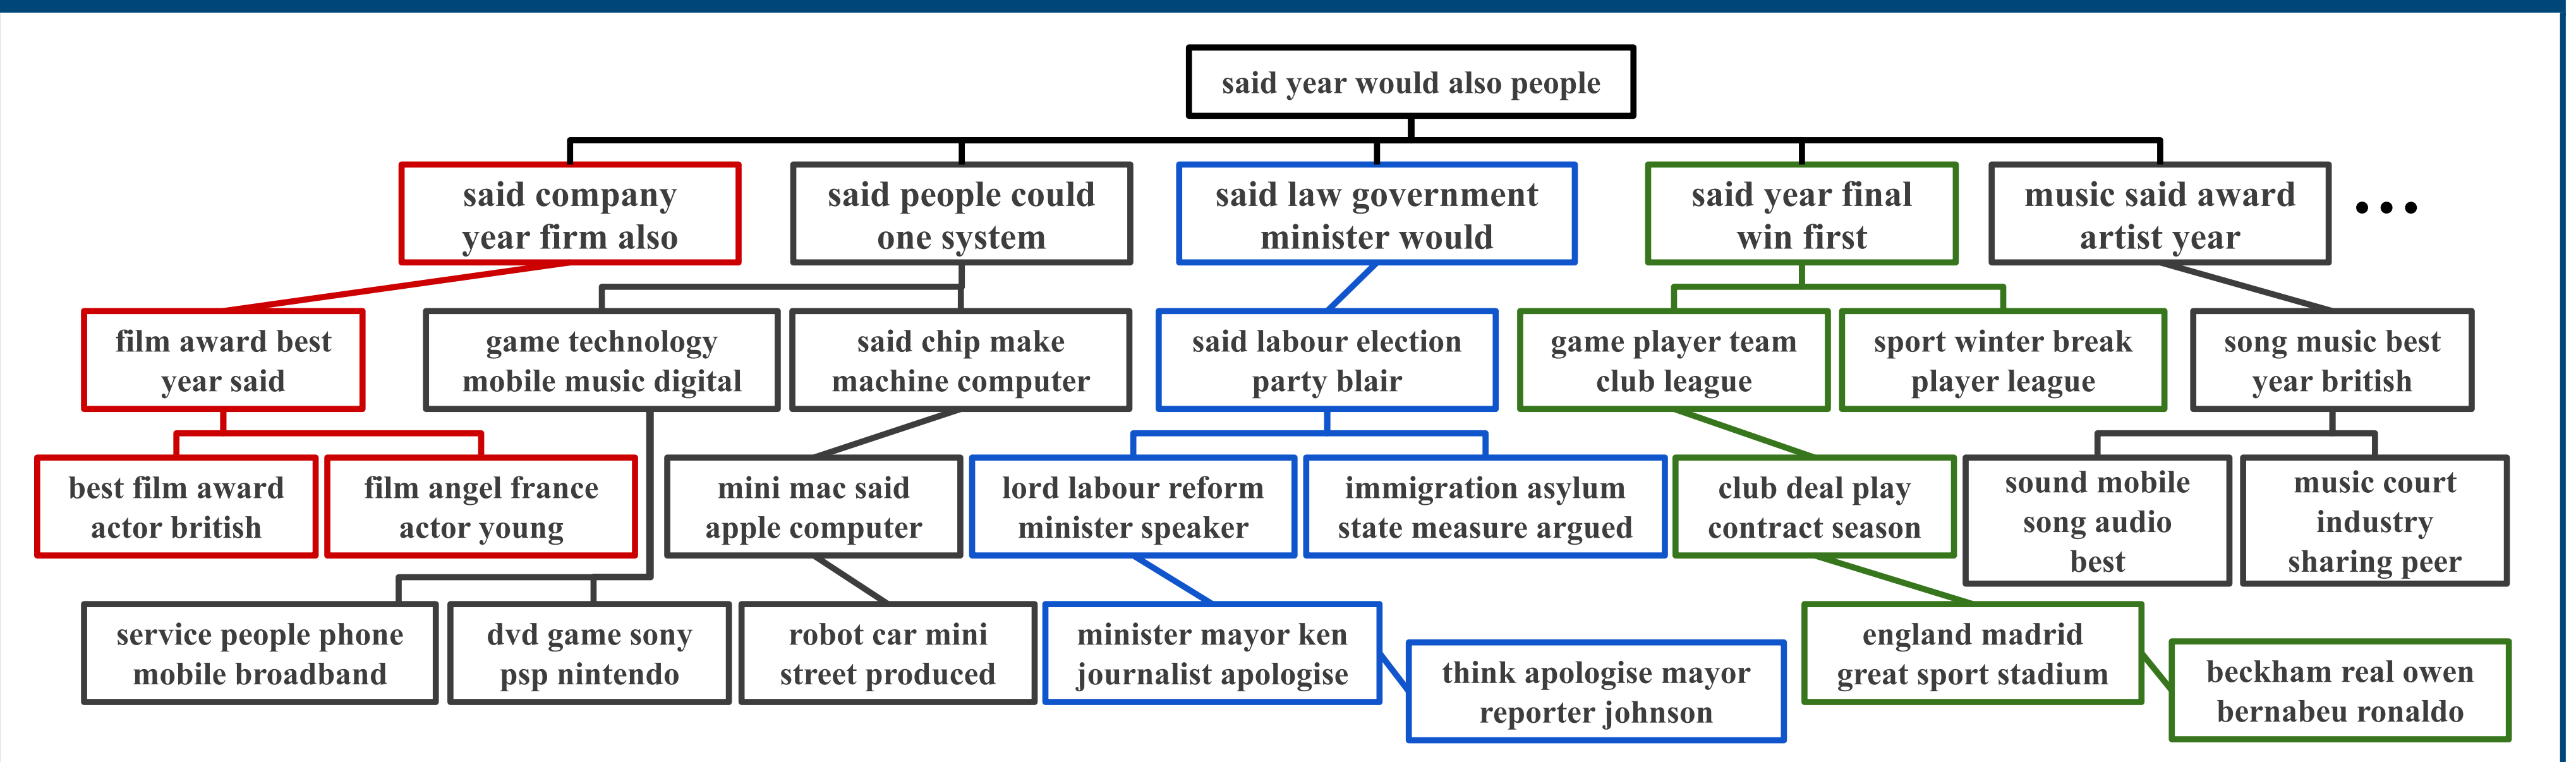 said year would also people
said company
year firm also
said people could
one system
said law government
minister would
said year final
win first
music said award
artist year
...
film award best
year said
game technology
mobile music digital
said chip make
machine computer
said labour election
party blair
game player team
club league
sport winter break
player league
song music best
year british
best film award
actor british
film angel france
actor young
mini mac said
apple computer
lord labour reform
minister speaker
immigration asylum
state measure argued
club deal play
contract season
sound mobile
song audio
best
music court
industry
sharing peer
service people phone
mobile broadband
dvd game sony
psp nintendo
robot car mini
street produced
minister mayor ken
journalist apologise
think apologise mayor
reporter johnson
england madrid
great sport stadium
beckham real owen
bernabeu ronaldo